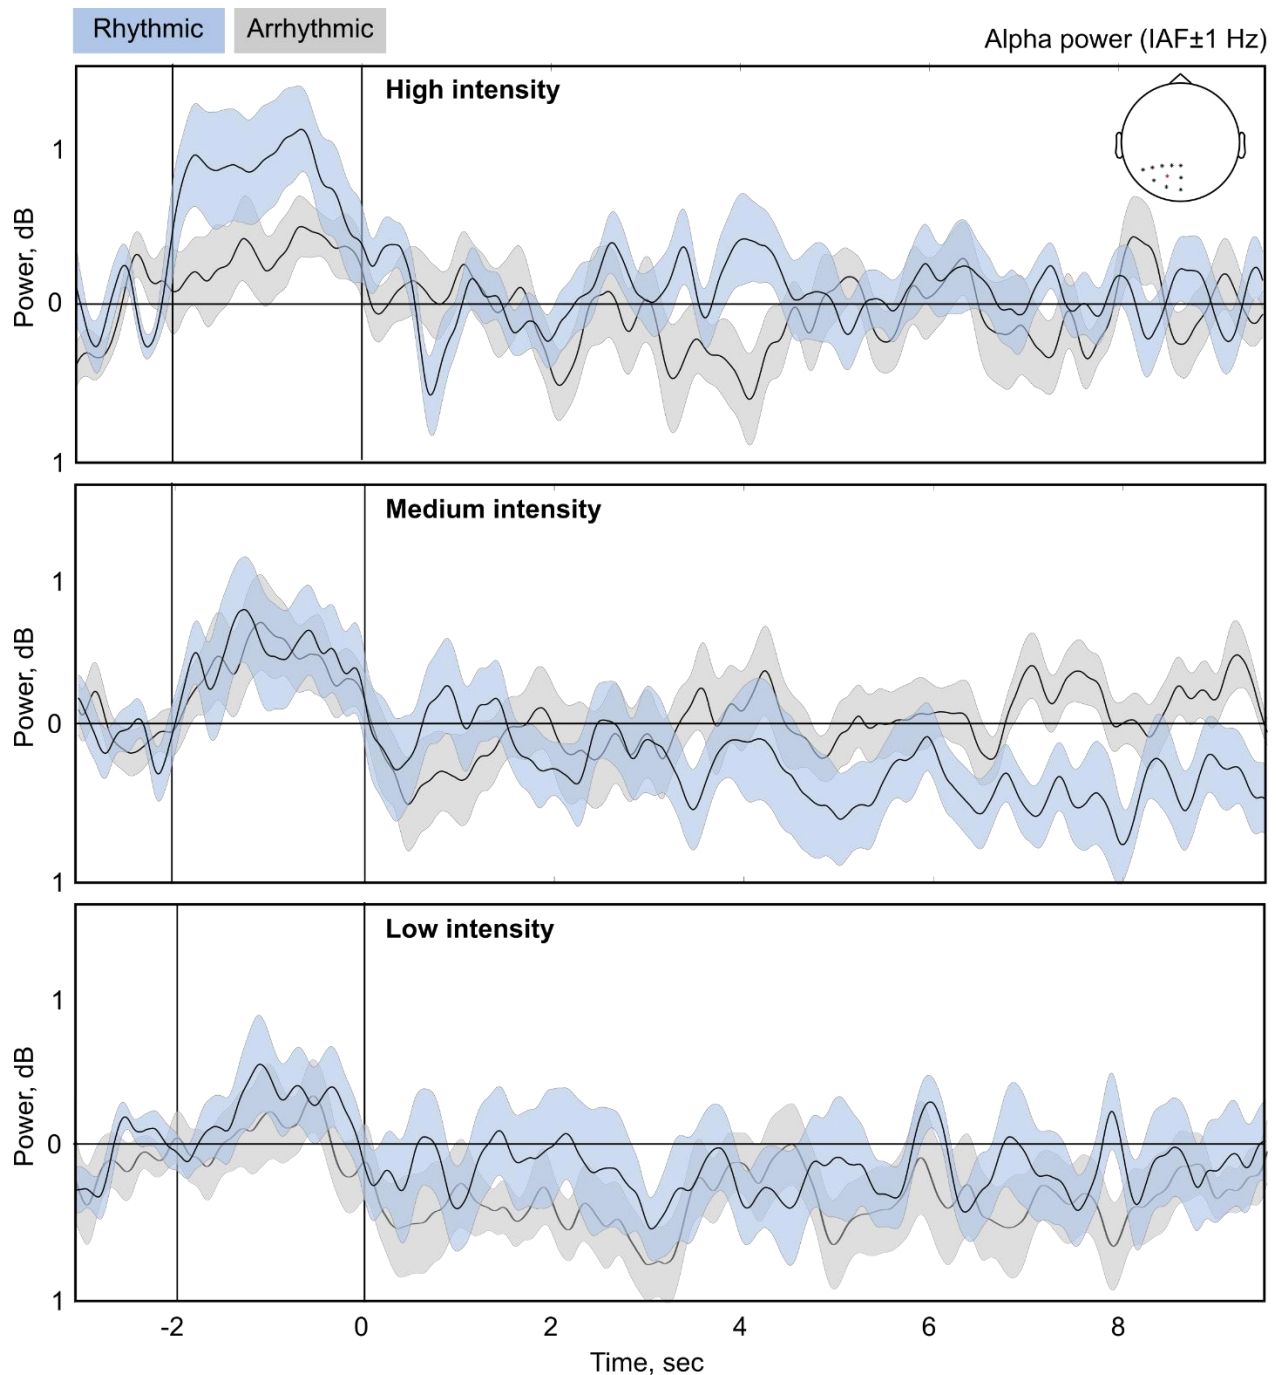 Rhythmic Arrhythmic
Alpha power (IAF±1 Hz)
High intensity
1
0
1
Power, dB
Medium intensity
1
0
1
Power, dB
Low intensity
1
0
1
Power, dB
-2 0 2 4 6 8
Time, sec